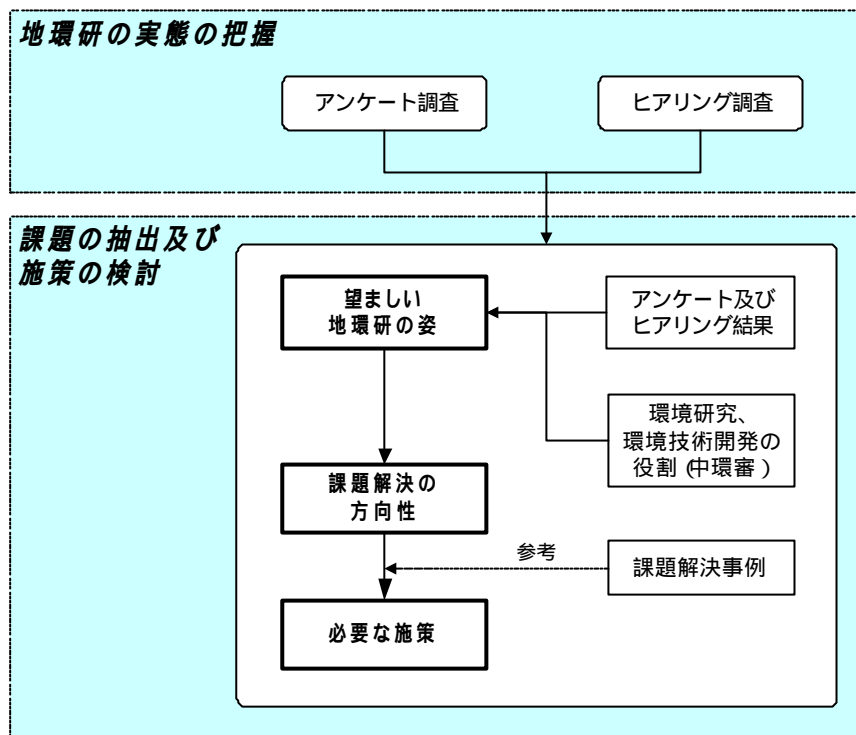 地環研の実態の把握
アンケート調査
ヒアリング調査
課題の抽出及び
施策の検討
望ましい
地環研の姿
アンケート及び
ヒアリング結果
環境研究、
環境技術開発の
役割（中環審）
課題解決の
方向性
参考
課題解決事例
必要な施策